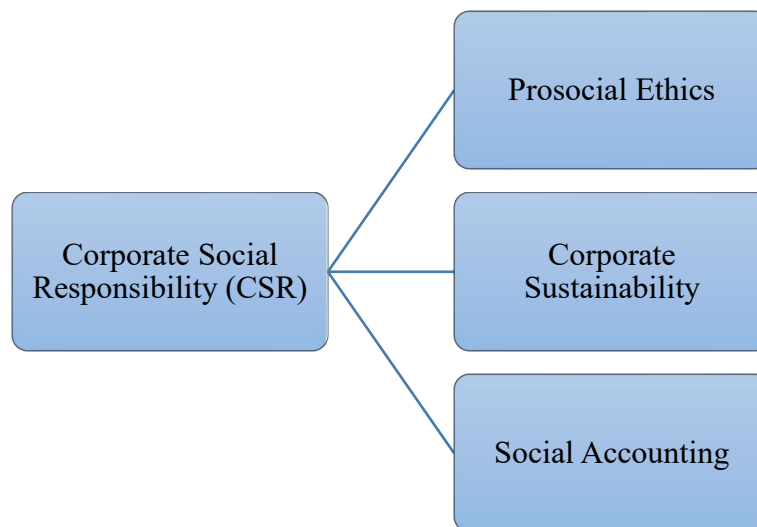 Prosocial Ethics
Corporate Social
Responsibility (CSR)
Corporate
Sustainability
Social Accounting